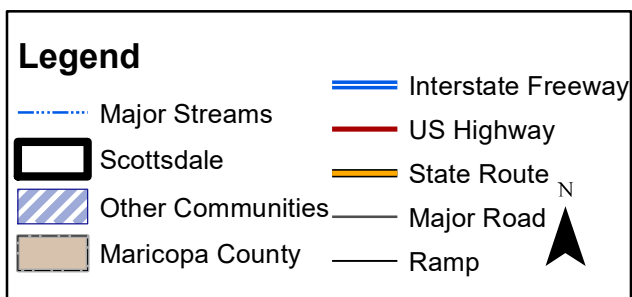 Legend
Major Streams
Scottsdale
Other Communities
Maricopa County
Interstate Freeway
US Highway
State Route
Major Road
Ramp
N